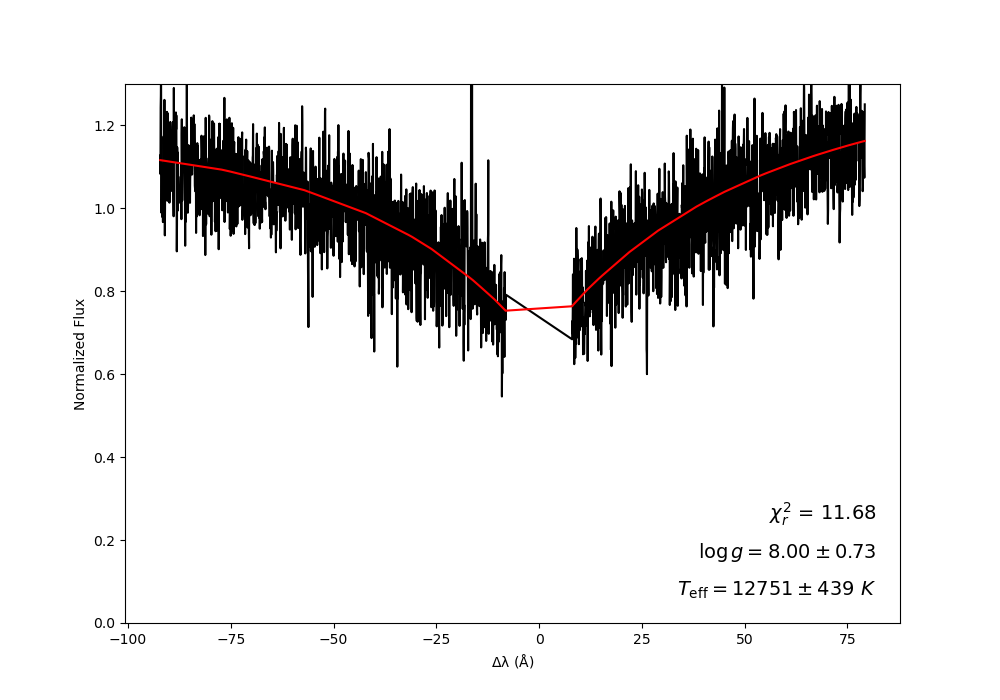 Normalized Flux
1.2
1.0
0.8
0.6
0.4
0.2
0.0
χ²ᵣ = 11.68
log g = 8.00 ± 0.73
T_eff = 12751 ± 439 K
−100 −75 −50 −25 0 25 50 75
Δλ (Å)